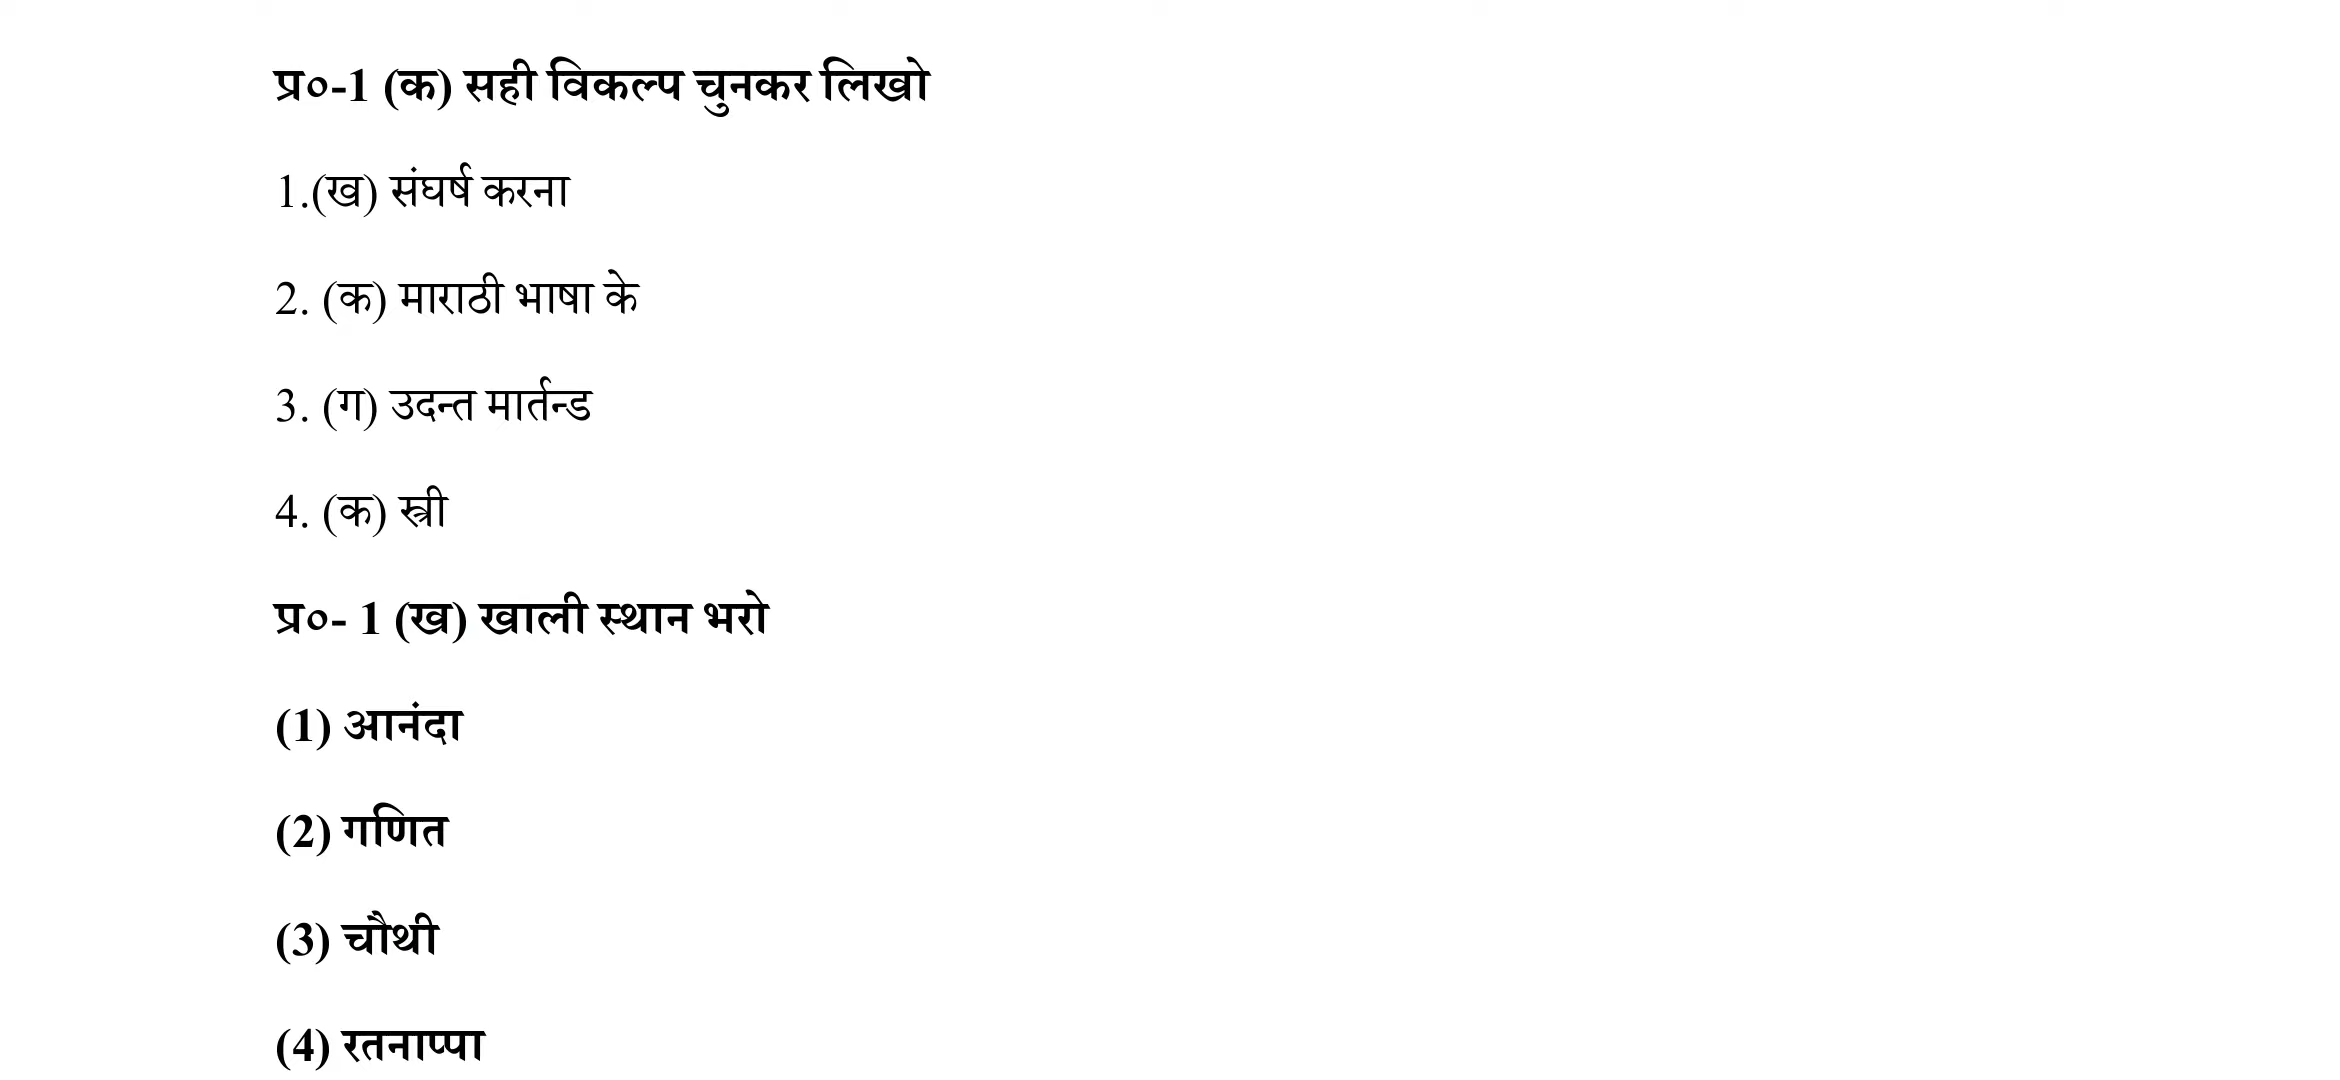 प्र०-1 (क) सही विकल्प चुनकर लिखो
1.(ख) संघर्ष करना
2. (क) माराठी भाषा के
3. (ग) उदन्त मार्तन्ड
4. (क) स्त्री
प्र०- 1 (ख) खाली स्थान भरो
(1) आनंदा
(2) गणित
(3) चौथी
(4) रतनाप्पा